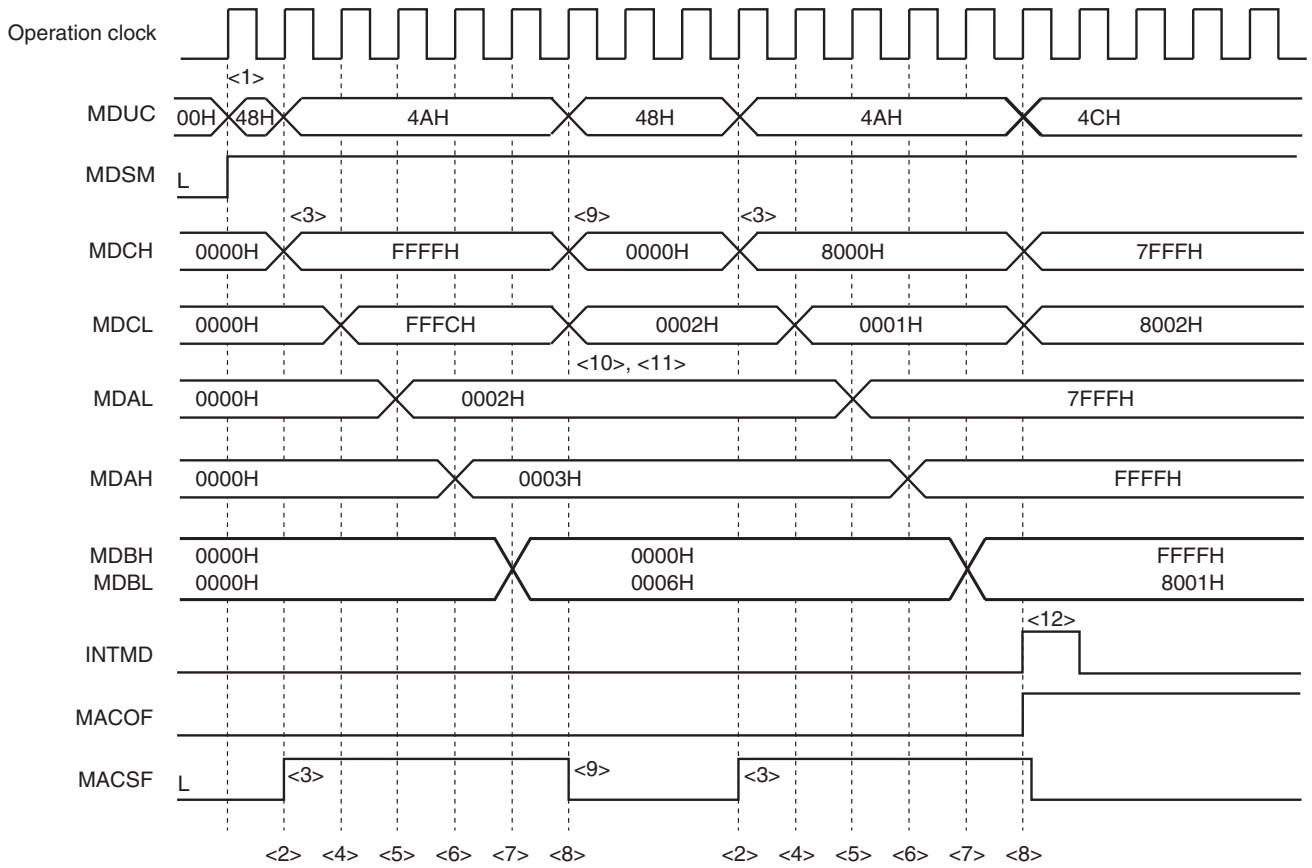 Operation clock
<1>
MDUC 00H 48H 4AH 48H 4AH 4CH
MDSM L
<3> <9> <3>
MDCH 0000H FFFFH 0000H 8000H 7FFFH
MDCL 0000H FFFCH 0002H 0001H 8002H
<10>, <11>
MDAL 0000H 0002H 7FFFH
MDAH 0000H 0003H FFFFH
MDBH 0000H 0000H FFFFH
MDBL 0000H 0006H 8001H
<12>
INTMD
MACOF
MACSF L <3> <9> <3>
<2> <4> <5> <6> <7> <8> <2> <4> <5> <6> <7> <8>